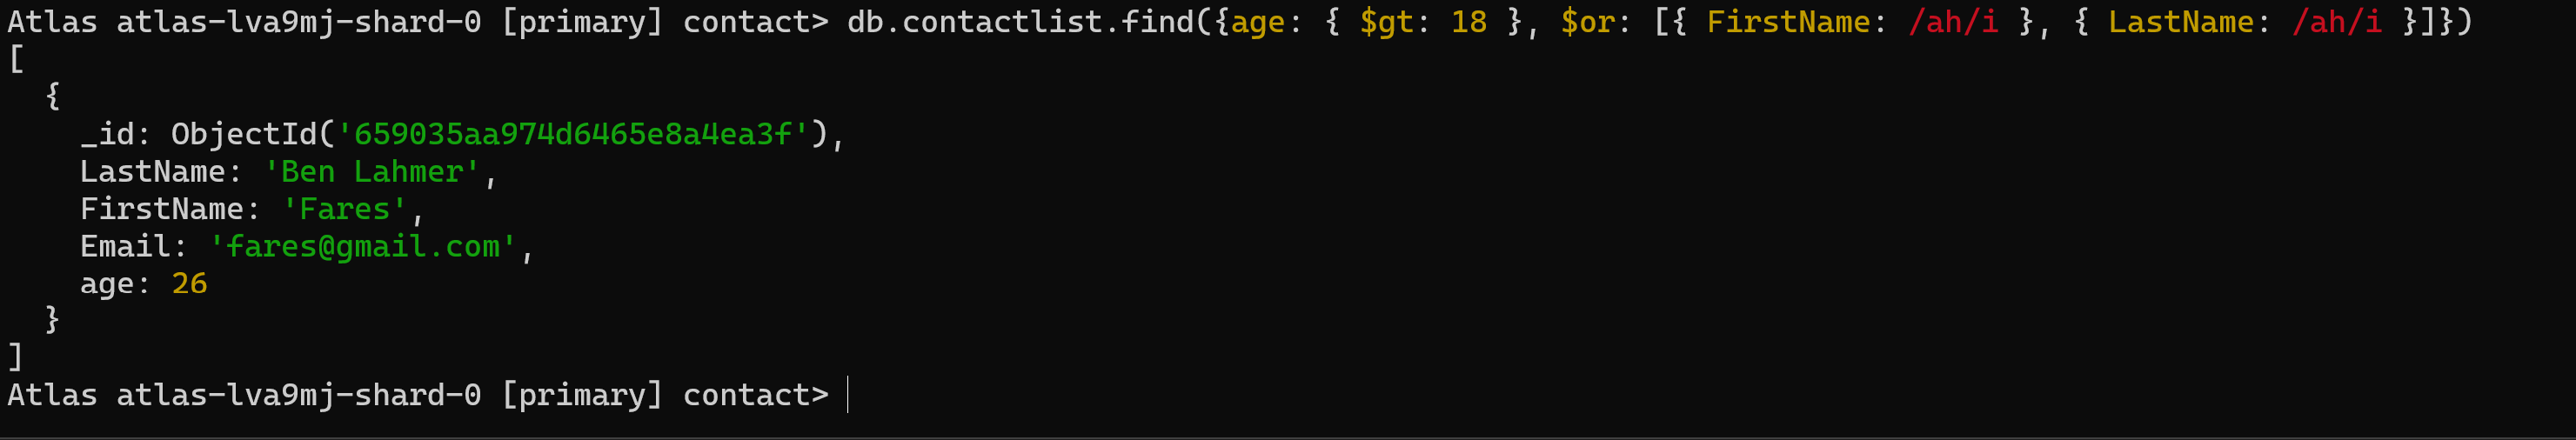 Atlas atlas-lva9mj-shard-0 [primary] contact> db.contactlist.find({age: { $gt: 18 }, $or: [{ FirstName: /ah/i }, { LastName: /ah/i }]})
[
  {
    _id: ObjectId('659035aa974d6465e8a4ea3f'),
    LastName: 'Ben Lahmer',
    FirstName: 'Fares',
    Email: 'fares@gmail.com',
    age: 26
  }
]
Atlas atlas-lva9mj-shard-0 [primary] contact>